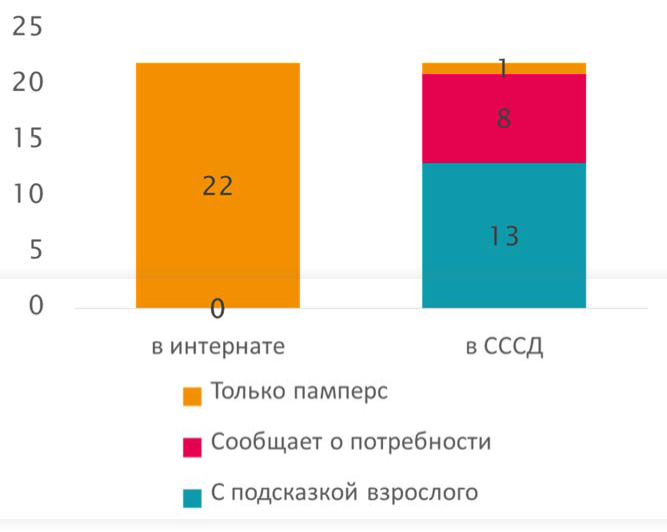 25
20
15
10
5
0
22
0
1
8
13
в интернате
в СССД
Только памперс
Сообщает о потребности
С подсказкой взрослого